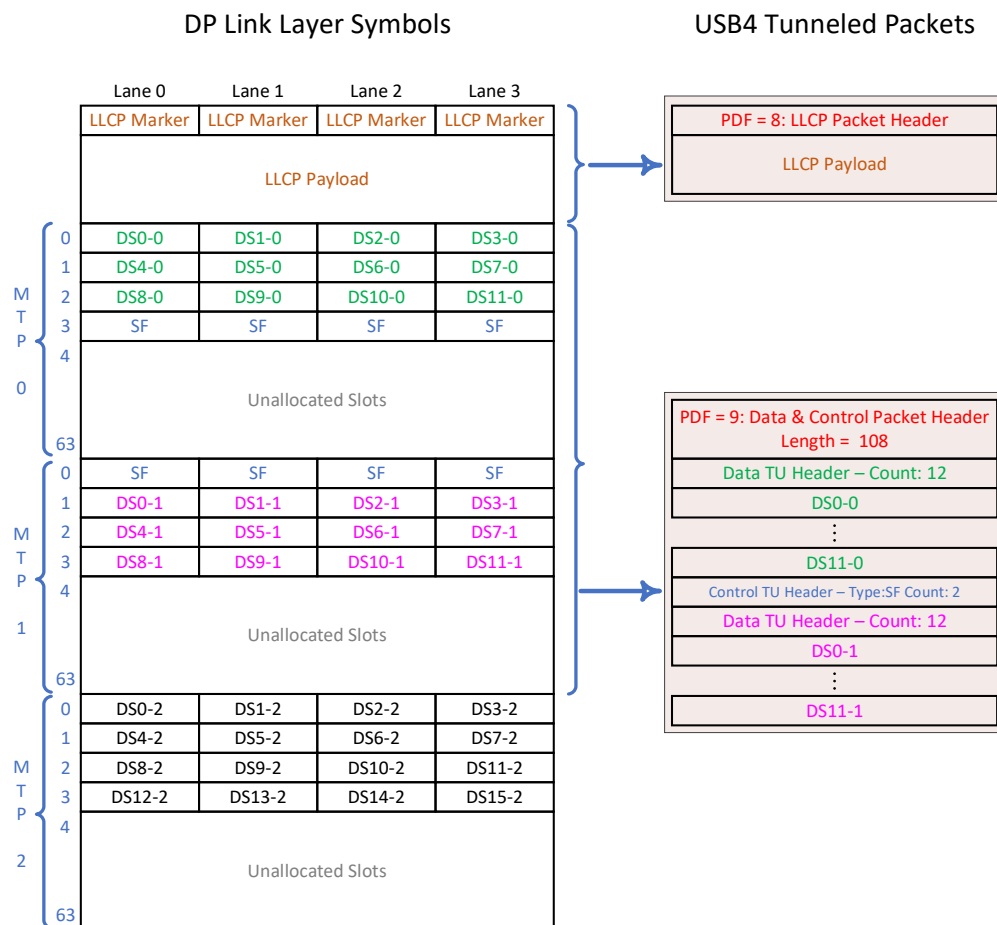 DP Link Layer Symbols
USB4 Tunneled Packets
Lane 0 Lane 1 Lane 2 Lane 3
LLCP Marker LLCP Marker LLCP Marker LLCP Marker
LLCP Payload
PDF = 8: LLCP Packet Header
LLCP Payload
MTP 0
0 DS0-0 DS1-0 DS2-0 DS3-0
1 DS4-0 DS5-0 DS6-0 DS7-0
2 DS8-0 DS9-0 DS10-0 DS11-0
3 SF SF SF SF
4
Unallocated Slots
63
MTP 1
0 SF SF SF SF
1 DS0-1 DS1-1 DS2-1 DS3-1
2 DS4-1 DS5-1 DS6-1 DS7-1
3 DS8-1 DS9-1 DS10-1 DS11-1
4
Unallocated Slots
63
MTP 2
0 DS0-2 DS1-2 DS2-2 DS3-2
1 DS4-2 DS5-2 DS6-2 DS7-2
2 DS8-2 DS9-2 DS10-2 DS11-2
3 DS12-2 DS13-2 DS14-2 DS15-2
4
Unallocated Slots
63
PDF = 9: Data & Control Packet Header
Length = 108
Data TU Header – Count: 12
DS0-0
⋮
DS11-0
Control TU Header – Type:SF Count: 2
Data TU Header – Count: 12
DS0-1
⋮
DS11-1